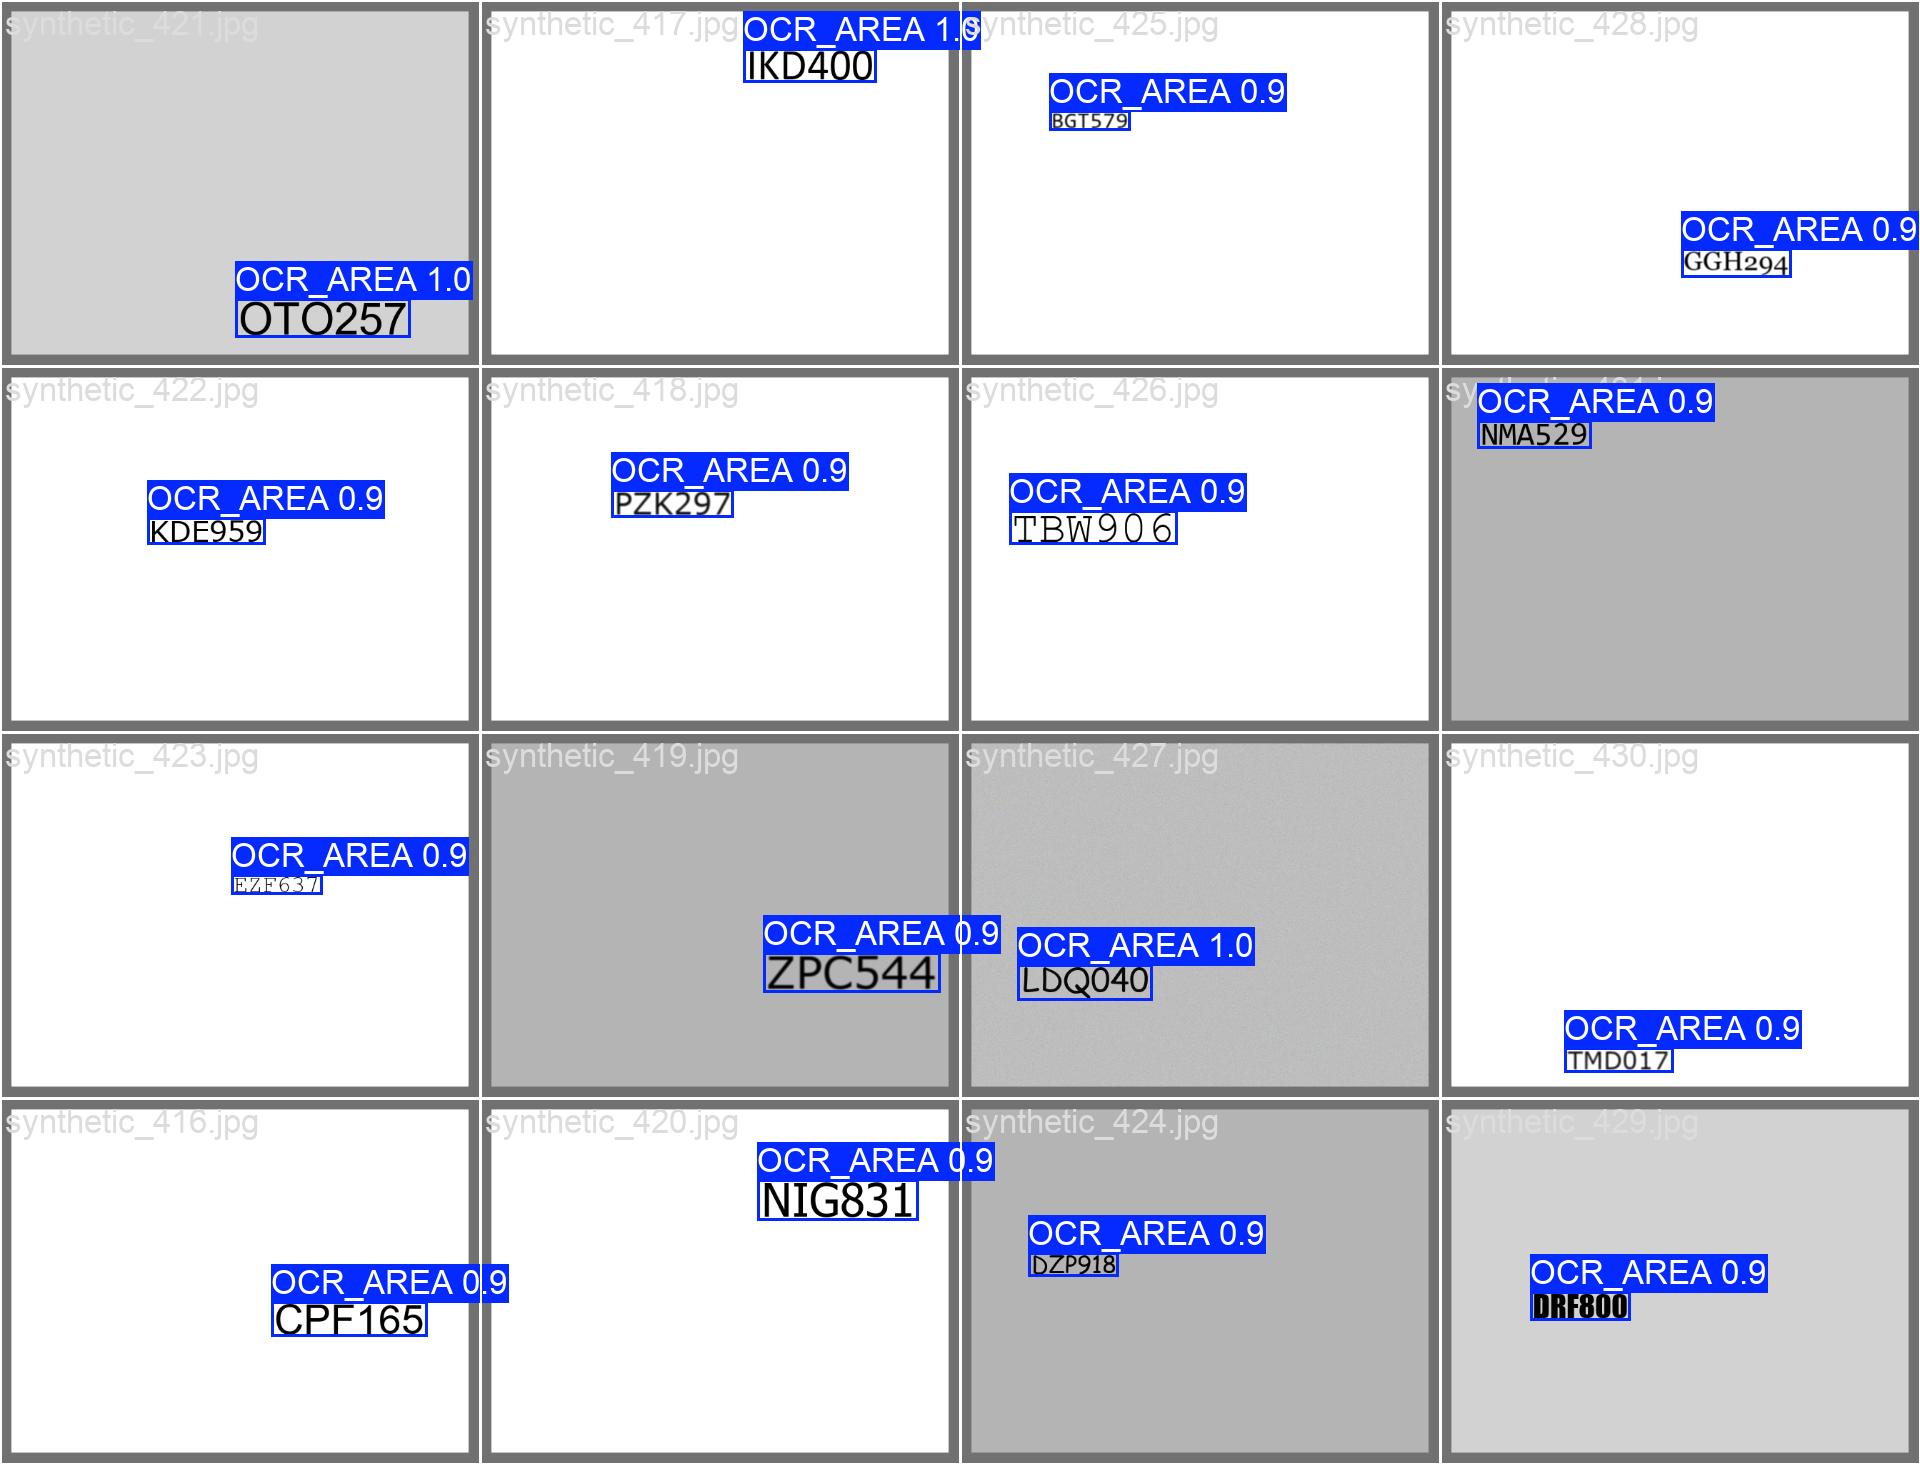 synthetic_421.jpg
OCR_AREA 1.0
OTO257
synthetic_417.jpg
OCR_AREA 1.0
IKD400
synthetic_425.jpg
OCR_AREA 0.9
BGT579
synthetic_428.jpg
OCR_AREA 0.9
GGH294
synthetic_422.jpg
OCR_AREA 0.9
KDE959
synthetic_418.jpg
OCR_AREA 0.9
PZK297
synthetic_426.jpg
OCR_AREA 0.9
TBW906
OCR_AREA 0.9
NMA529
synthetic_423.jpg
OCR_AREA 0.9
EZF637
synthetic_419.jpg
OCR_AREA 0.9
ZPC544
synthetic_427.jpg
OCR_AREA 1.0
LDQ040
synthetic_430.jpg
OCR_AREA 0.9
TMD017
synthetic_416.jpg
OCR_AREA 0.9
CPF165
synthetic_420.jpg
OCR_AREA 0.9
NIG831
synthetic_424.jpg
OCR_AREA 0.9
DZP918
synthetic_429.jpg
OCR_AREA 0.9
DRF800